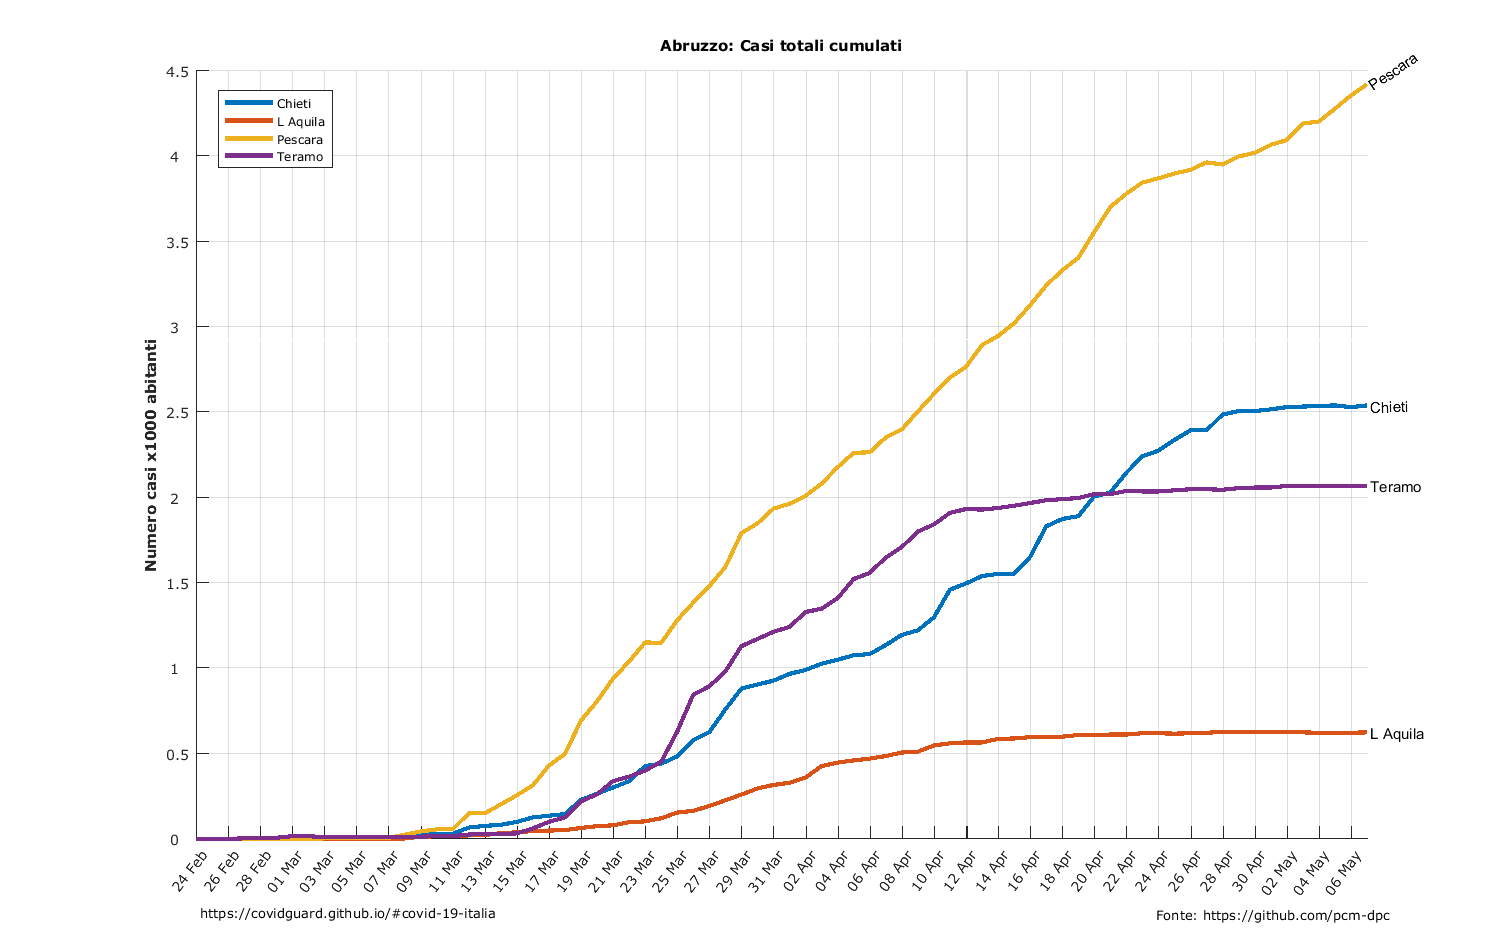 Abruzzo: Casi totali cumulati
Pescara
4.5
Chieti
L Aquila
Pescara
Teramo
4
3.5
3
2.5
Chieti
Teramo
2
Numero casi x1000 abitanti
1.5
1
L Aquila
0.5
0
24 Feb
26 Feb
28 Feb
01 Mar
03 Mar
05 Mar
07 Mar
09 Mar
11 Mar
13 Mar
15 Mar
17 Mar
19 Mar
21 Mar
23 Mar
25 Mar
27 Mar
29 Mar
31 Mar
02 Apr
04 Apr
06 Apr
08 Apr
10 Apr
12 Apr
14 Apr
16 Apr
18 Apr
20 Apr
22 Apr
24 Apr
26 Apr
28 Apr
30 Apr
02 May
04 May
06 May
https://covidguard.github.io/#covid-19-italia
Fonte: https://github.com/pcm-dpc